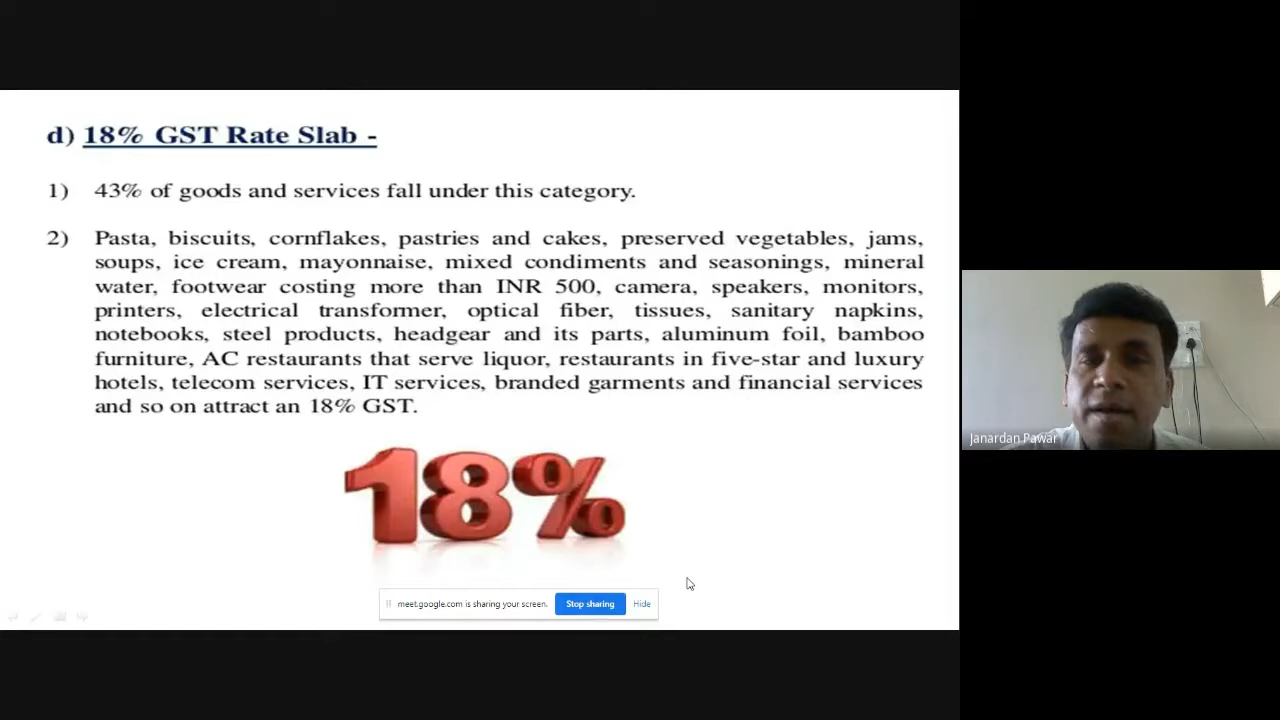 d) 18% GST Rate Slab -
1) 43% of goods and services fall under this category.
2) Pasta, biscuits, cornflakes, pastries and cakes, preserved vegetables, jams,
soups, ice cream, mayonnaise, mixed condiments and seasonings, mineral
water, footwear costing more than INR 500, camera, speakers, monitors,
printers, electrical transformer, optical fiber, tissues, sanitary napkins,
notebooks, steel products, headgear and its parts, aluminum foil, bamboo
furniture, AC restaurants that serve liquor, restaurants in five-star and luxury
hotels, telecom services, IT services, branded garments and financial services
and so on attract an 18% GST.
18%
meet.google.com is sharing your screen. Stop sharing Hide
Janardan Pawar